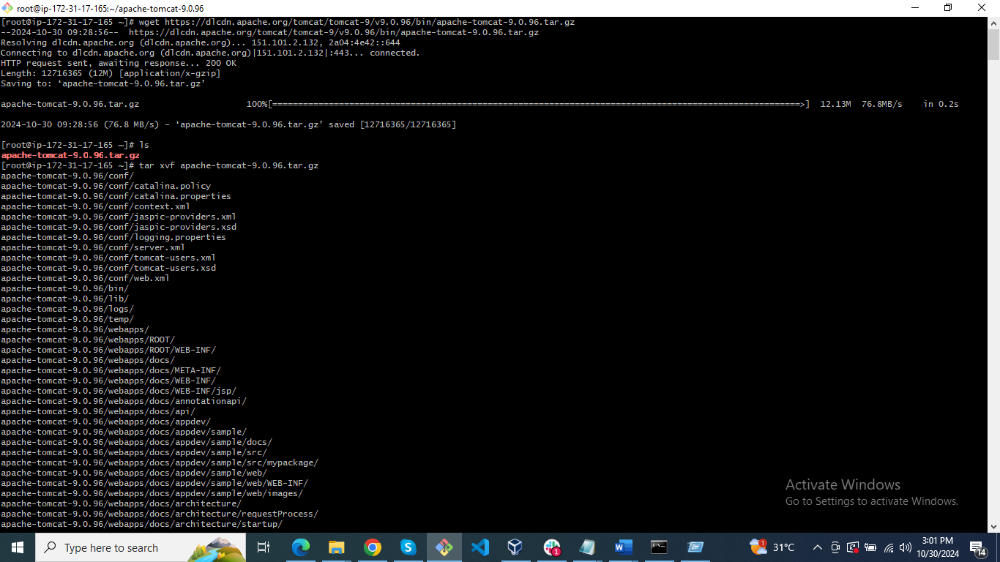 root@ip-172-31-17-165:~/apache-tomcat-9.0.96
[root@ip-172-31-17-165 ~]# wget https://dlcdn.apache.org/tomcat/tomcat-9/v9.0.96/bin/apache-tomcat-9.0.96.tar.gz
--2024-10-30 09:28:56--  https://dlcdn.apache.org/tomcat/tomcat-9/v9.0.96/bin/apache-tomcat-9.0.96.tar.gz
Resolving dlcdn.apache.org (dlcdn.apache.org)... 151.101.2.132, 2a04:4e42::644
Connecting to dlcdn.apache.org (dlcdn.apache.org)|151.101.2.132|:443... connected.
HTTP request sent, awaiting response... 200 OK
Length: 12716365 (12M) [application/x-gzip]
Saving to: ‘apache-tomcat-9.0.96.tar.gz’
apache-tomcat-9.0.96.tar.gz 100%[=======================================================================================================>] 12.13M 76.8MB/s in 0.2s
2024-10-30 09:28:56 (76.8 MB/s) - ‘apache-tomcat-9.0.96.tar.gz’ saved [12716365/12716365]
[root@ip-172-31-17-165 ~]# ls
apache-tomcat-9.0.96.tar.gz
[root@ip-172-31-17-165 ~]# tar xvf apache-tomcat-9.0.96.tar.gz
apache-tomcat-9.0.96/conf/
apache-tomcat-9.0.96/conf/catalina.policy
apache-tomcat-9.0.96/conf/catalina.properties
apache-tomcat-9.0.96/conf/context.xml
apache-tomcat-9.0.96/conf/jaspic-providers.xml
apache-tomcat-9.0.96/conf/jaspic-providers.xsd
apache-tomcat-9.0.96/conf/logging.properties
apache-tomcat-9.0.96/conf/server.xml
apache-tomcat-9.0.96/conf/tomcat-users.xml
apache-tomcat-9.0.96/conf/tomcat-users.xsd
apache-tomcat-9.0.96/conf/web.xml
apache-tomcat-9.0.96/bin/
apache-tomcat-9.0.96/lib/
apache-tomcat-9.0.96/logs/
apache-tomcat-9.0.96/temp/
apache-tomcat-9.0.96/webapps/
apache-tomcat-9.0.96/webapps/ROOT/
apache-tomcat-9.0.96/webapps/ROOT/WEB-INF/
apache-tomcat-9.0.96/webapps/docs/
apache-tomcat-9.0.96/webapps/docs/META-INF/
apache-tomcat-9.0.96/webapps/docs/WEB-INF/
apache-tomcat-9.0.96/webapps/docs/WEB-INF/jsp/
apache-tomcat-9.0.96/webapps/docs/annotationapi/
apache-tomcat-9.0.96/webapps/docs/api/
apache-tomcat-9.0.96/webapps/docs/appdev/
apache-tomcat-9.0.96/webapps/docs/appdev/sample/
apache-tomcat-9.0.96/webapps/docs/appdev/sample/docs/
apache-tomcat-9.0.96/webapps/docs/appdev/sample/src/
apache-tomcat-9.0.96/webapps/docs/appdev/sample/src/mypackage/
apache-tomcat-9.0.96/webapps/docs/appdev/sample/web/
apache-tomcat-9.0.96/webapps/docs/appdev/sample/web/WEB-INF/
apache-tomcat-9.0.96/webapps/docs/appdev/sample/web/images/
apache-tomcat-9.0.96/webapps/docs/architecture/
apache-tomcat-9.0.96/webapps/docs/architecture/requestProcess/
apache-tomcat-9.0.96/webapps/docs/architecture/startup/
Activate Windows
Go to Settings to activate Windows.
Type here to search
S
1
W
1
31°C
3:01 PM
10/30/2024
14